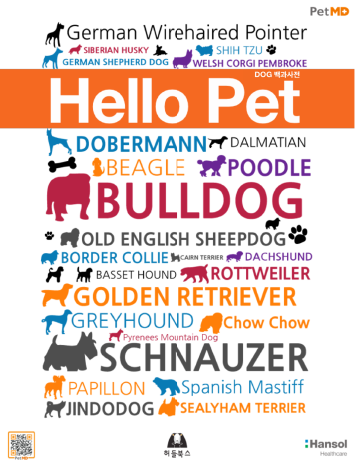 PetMD
German Wirehaired Pointer
SIBERIAN HUSKY SHIH TZU
GERMAN SHEPHERD DOG WELSH CORGI PEMBROKE
DOG 백과사전
Hello Pet
DOBERMANN DALMATIAN
BEAGLE POODLE
BULLDOG
OLD ENGLISH SHEEPDOG
BORDER COLLIE CAIRN TERRIER DACHSHUND
BASSET HOUND ROTTWEILER
GOLDEN RETRIEVER
GREYHOUND Chow Chow
Pyrenees Mountain Dog
SCHNAUZER
PAPILLON Spanish Mastiff
JINDODOG SEALYHAM TERRIER
PetMD
허들북스
Hansol
Healthcare